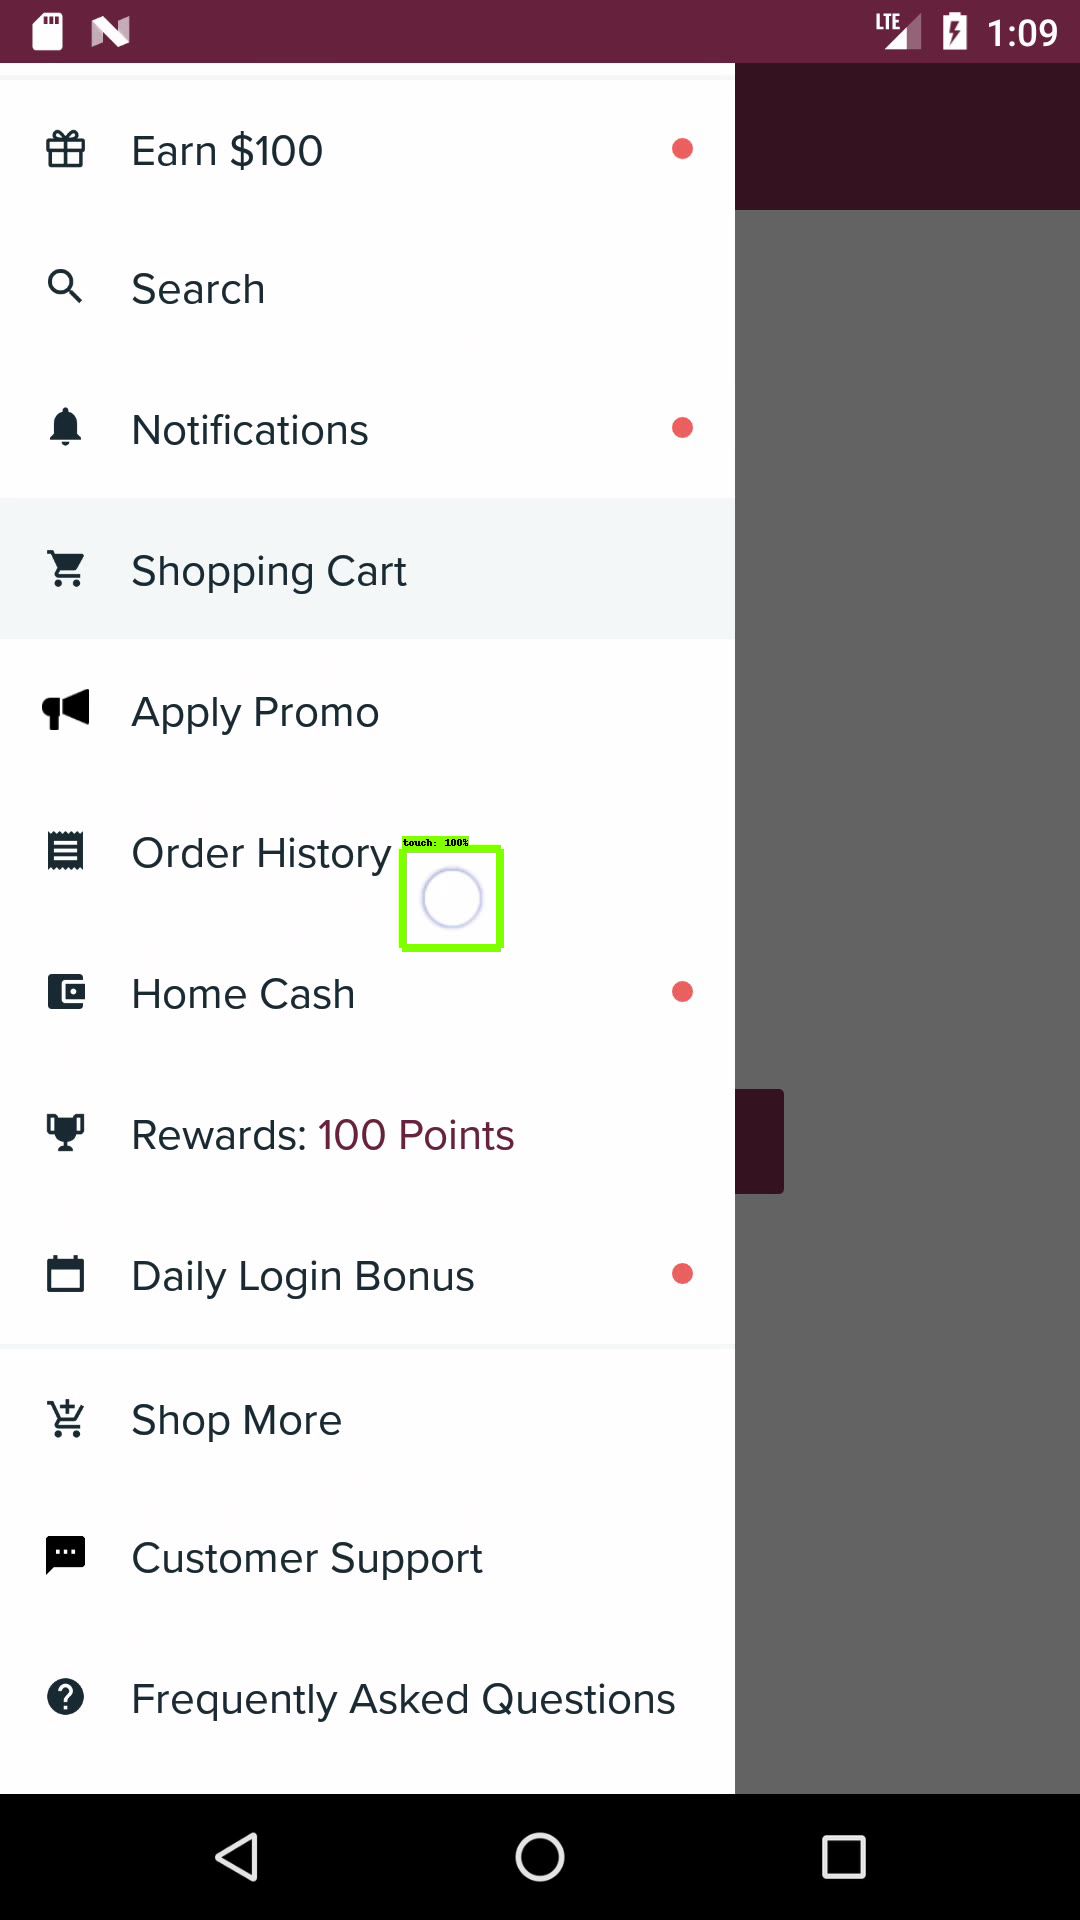 LTE 1:09
Earn $100
Search
Notifications
Shopping Cart
Apply Promo
touch: 100%
Order History
Home Cash
Rewards: 100 Points
Daily Login Bonus
Shop More
Customer Support
Frequently Asked Questions